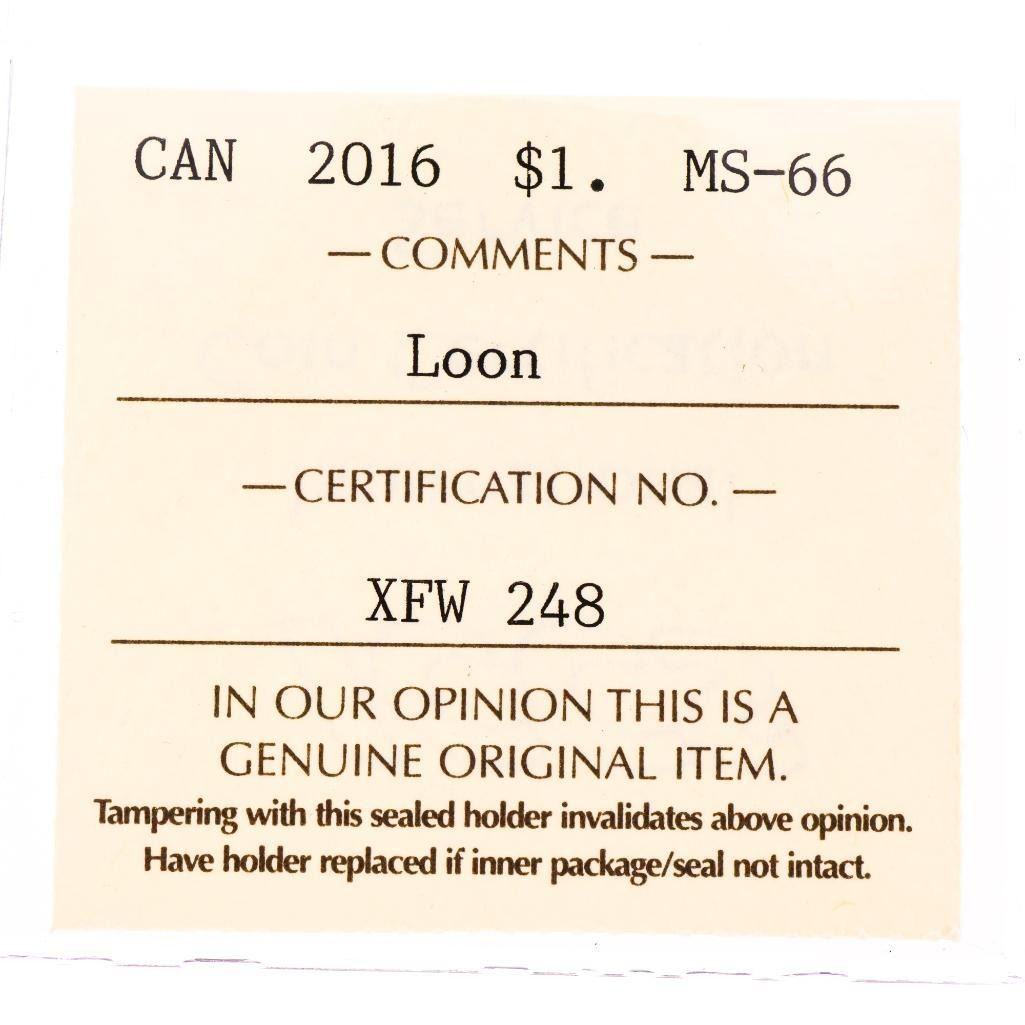 CAN 2016 $1. MS-66
—COMMENTS—
Loon
—CERTIFICATION NO.—
XFW 248
IN OUR OPINION THIS IS A
GENUINE ORIGINAL ITEM.
Tampering with this sealed holder invalidates above opinion.
Have holder replaced if inner package/seal not intact.